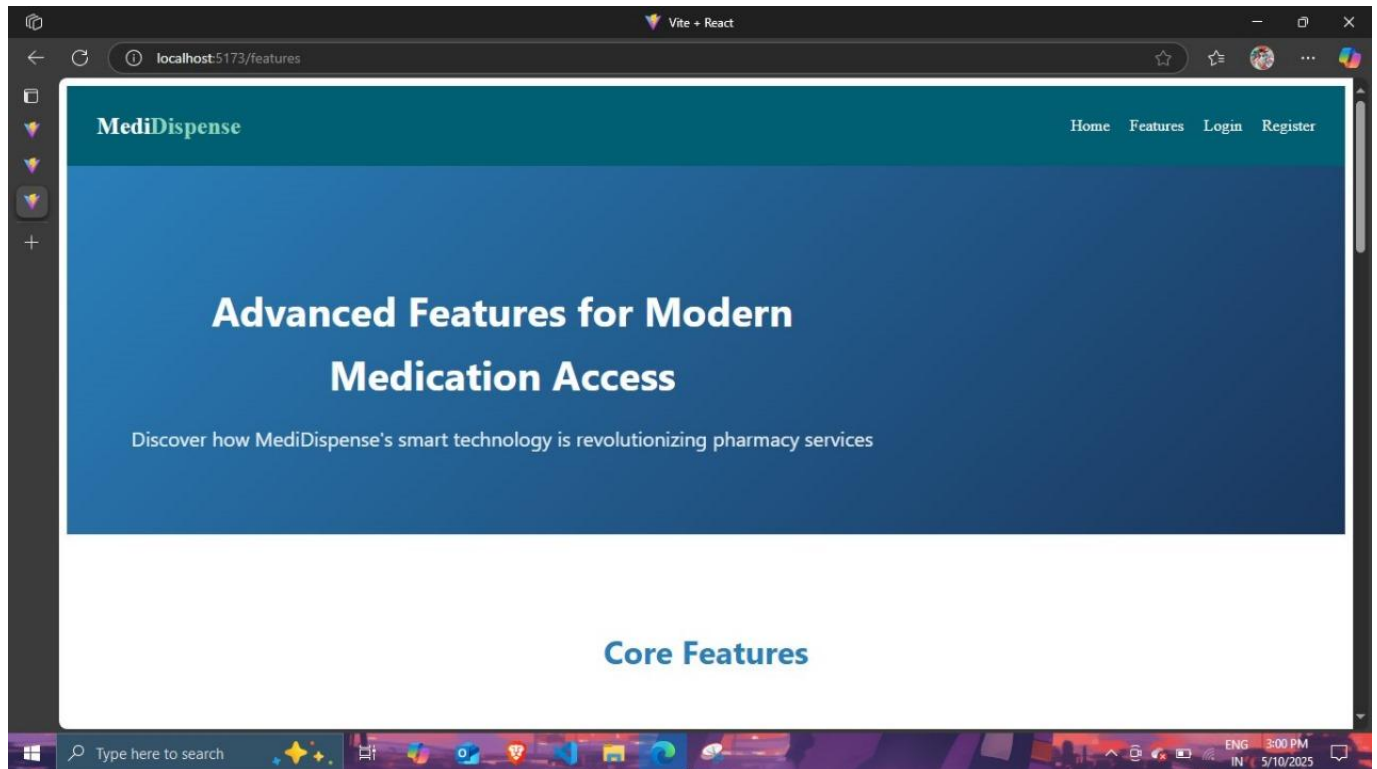 Vite + React
localhost:5173/features
MediDispense
Home Features Login Register
Advanced Features for Modern
Medication Access
Discover how MediDispense's smart technology is revolutionizing pharmacy services
Core Features
Type here to search
ENG 3:00 PM
IN 5/10/2025